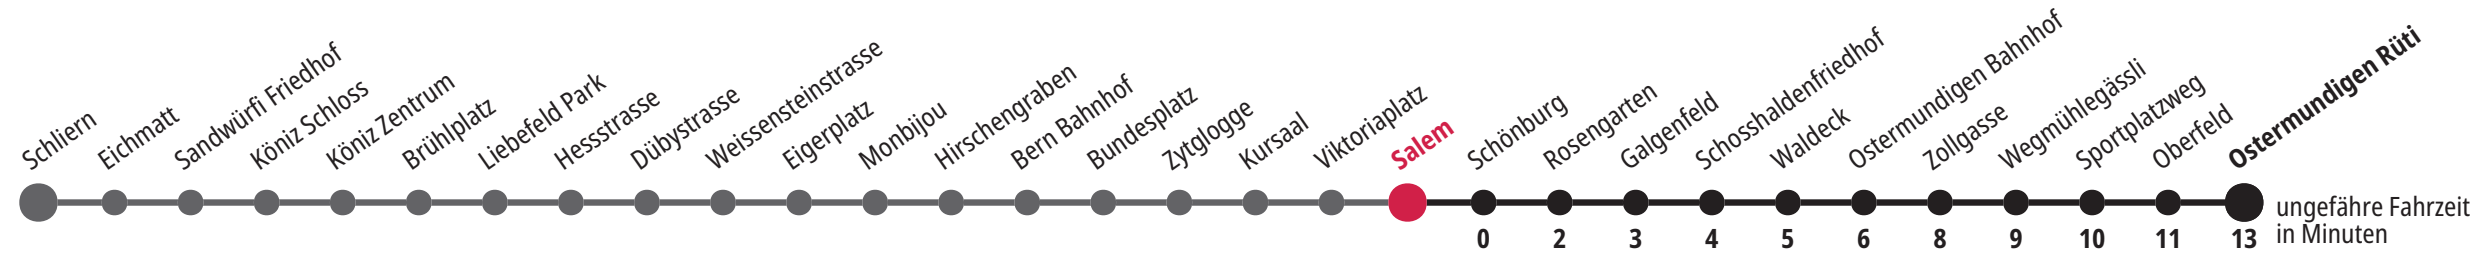 Schliern
Eichmatt
Sandwürfi Friedhof
Köniz Schloss
Köniz Zentrum
Brühlplatz
Liebefeld Park
Hessstrasse
Dübystrasse
Weissensteinstrasse
Eigerplatz
Monbijou
Hirschengraben
Bern Bahnhof
Bundesplatz
Zytglogge
Kursaal
Viktoriaplatz
Salem
Schönburg
Rosengarten
Galgenfeld
Schosshaldenfriedhof
Waldeck
Ostermundigen Bahnhof
Zollgasse
Wegmühlegässli
Sportplatzweg
Oberfeld
Ostermundigen Rüti
0 2 3 4 5 6 8 9 10 11 13
ungefähre Fahrzeit
in Minuten